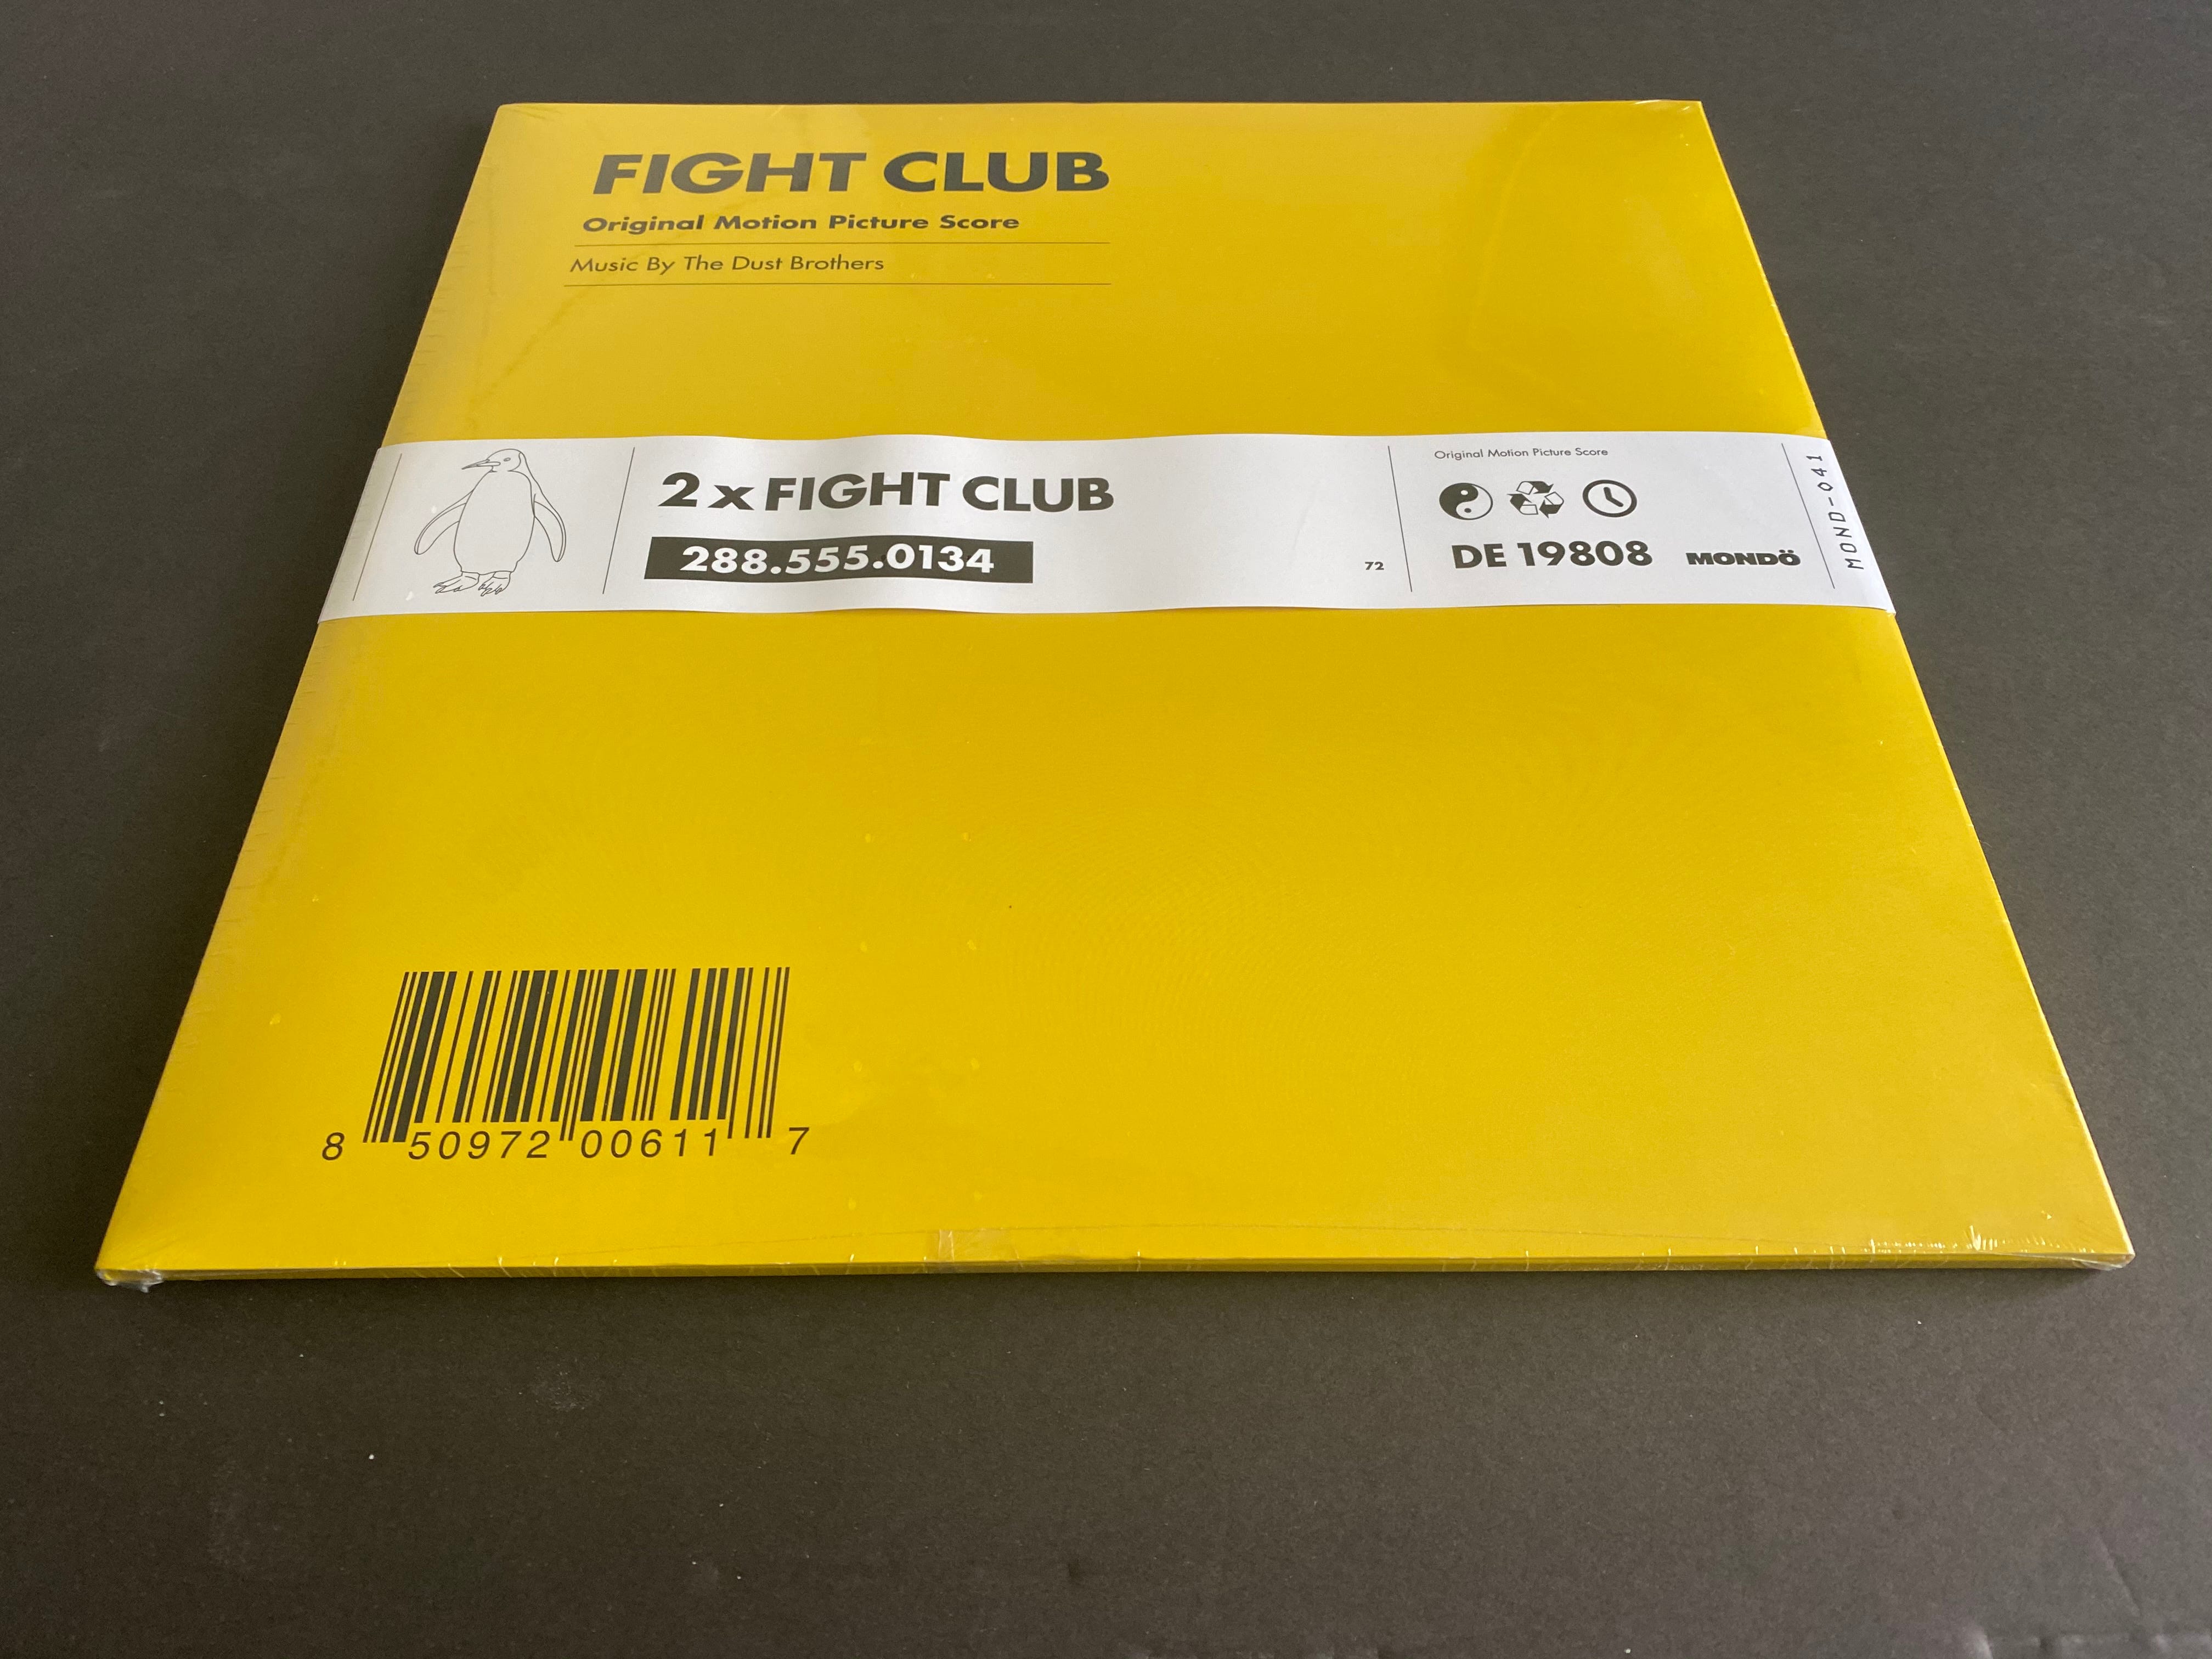 FIGHT CLUB
Original Motion Picture Score
Music By The Dust Brothers
2 x FIGHT CLUB
288.555.0134
72
Original Motion Picture Score
DE 19808 MONDÖ
MOND-041
8 50972 00611 7